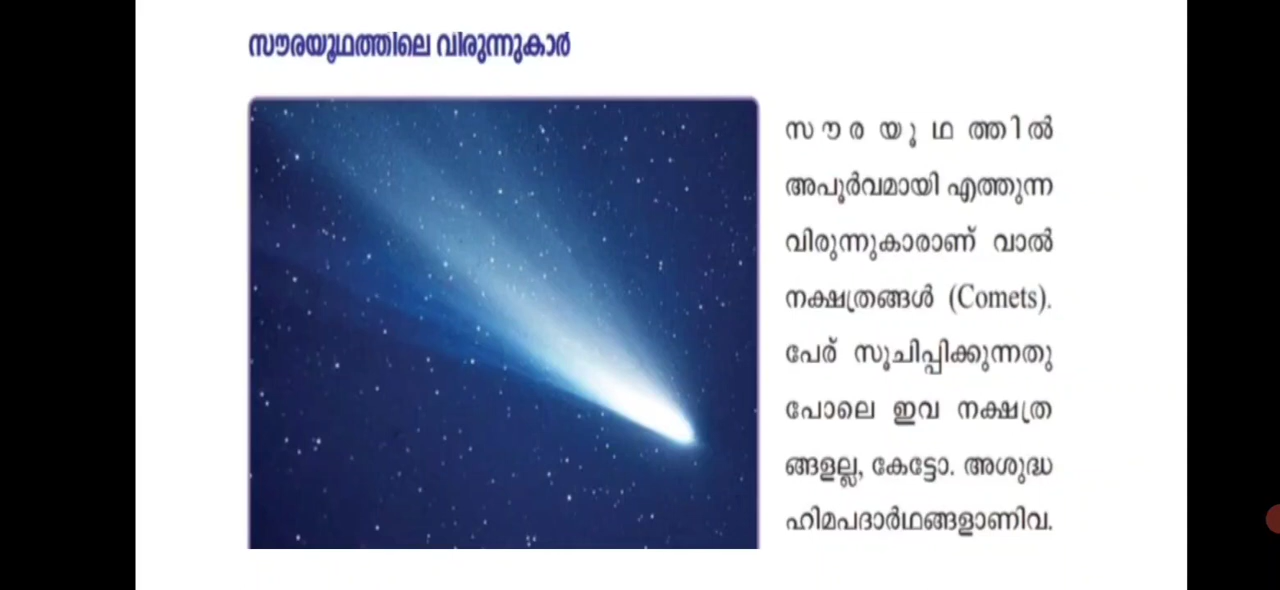 സൗരയൂഥത്തിലെ വിരുന്നുകാർ
സൗരയൂഥത്തിൽ
അപൂർവമായി എത്തുന്ന
വിരുന്നുകാരാണ് വാൽ
നക്ഷത്രങ്ങൾ (Comets).
പേര് സൂചിപ്പിക്കുന്നതു
പോലെ ഇവ നക്ഷത്ര
ങ്ങളല്ല, കേട്ടോ. അശുദ്ധ
ഹിമപദാർഥങ്ങളാണിവ.